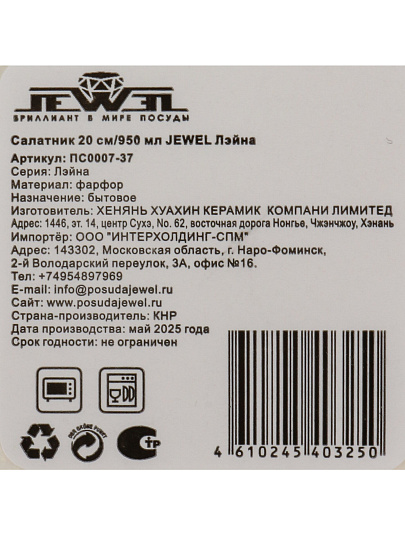 JEWEL
БРИЛЛИАНТ В МИРЕ ПОСУДЫ
Салатник 20 см/950 мл JEWEL Лэйна
Артикул: ПС0007-37
Серия: Лэйна
Материал: фарфор
Назначение: бытовое
Изготовитель: ХЕНЯНЬ ХУАХИН КЕРАМИК КОМПАНИ ЛИМИТЕД
Адрес: 1446, эт. 14, центр Сухэ, No. 62, восточная дорога Нонгье, Чжэнчжоу, Хэнань
Импортёр: ООО "ИНТЕРХОЛДИНГ-СПМ"
Адрес: 143302, Московская область, г. Наро-Фоминск,
2-й Володарский переулок, 3А, офис №16.
Тел: +74954897969
E-mail: info@posudajewel.ru
Сайт: www.posudajewel.ru
Страна-производитель: КНР
Дата производства: май 2025 года
Срок годности: не ограничен
DER GRÜNE PUNKT
СТР
4 610245 403250